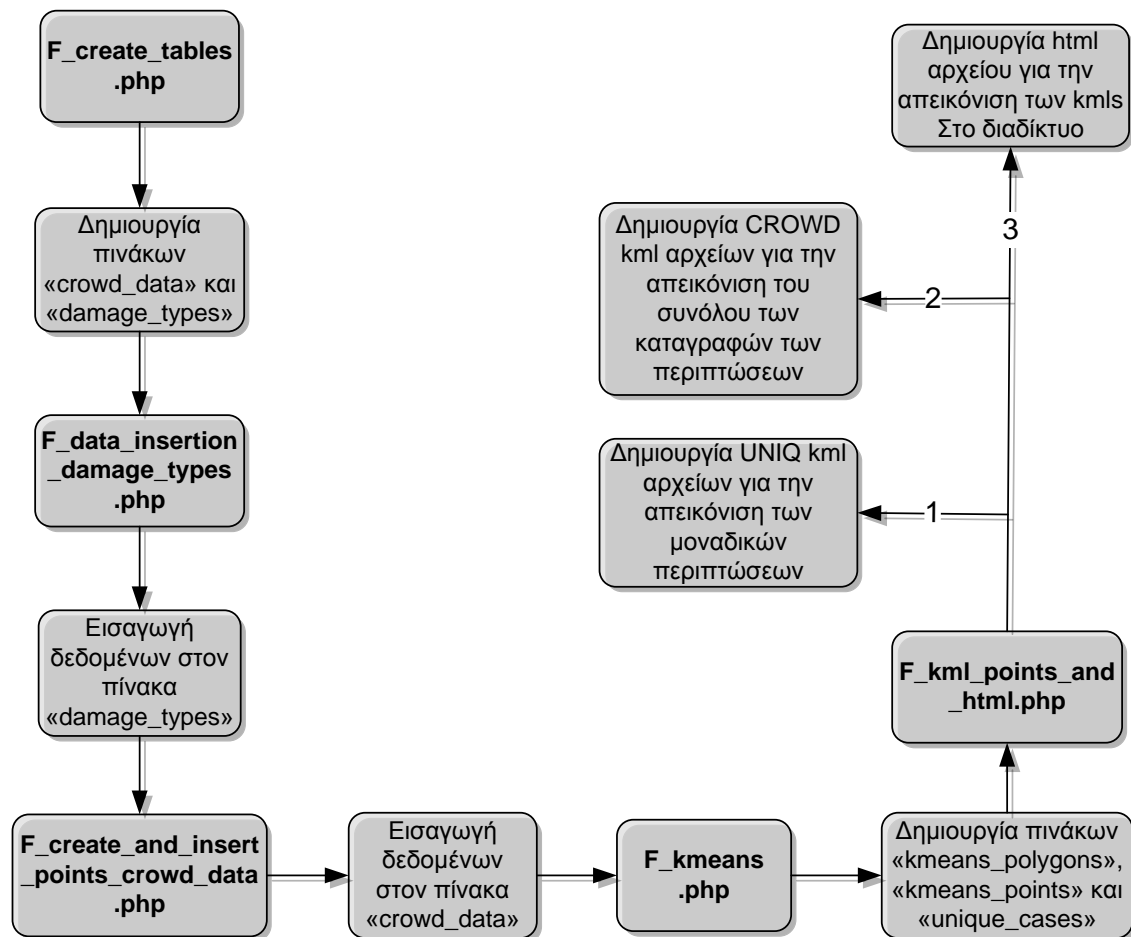 F_create_tables
.php
Δημιουργία
πινάκων
«crowd_data» και
«damage_types»
F_data_insertion
_damage_types
.php
Εισαγωγή
δεδομένων στον
πίνακα
«damage_types»
F_create_and_insert
_points_crowd_data
.php
Εισαγωγή
δεδομένων
στον πίνακα
«crowd_data»
F_kmeans
.php
Δημιουργία πινάκων
«kmeans_polygons»,
«kmeans_points» και
«unique_cases»
F_kml_points_and
_html.php
1
Δημιουργία UNIQ kml
αρχείων για την
απεικόνιση των
μοναδικών
περιπτώσεων
2
Δημιουργία CROWD
kml αρχείων για την
απεικόνιση του
συνόλου των
καταγραφών των
περιπτώσεων
3
Δημιουργία html
αρχείου για την
απεικόνιση των kmls
Στο διαδίκτυο